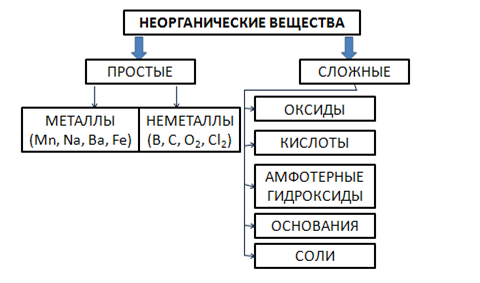 НЕОРГАНИЧЕСКИЕ ВЕЩЕСТВА
ПРОСТЫЕ
СЛОЖНЫЕ
МЕТАЛЛЫ
(Mn, Na, Ba, Fe)
НЕМЕТАЛЛЫ
(B, C, O₂, Cl₂)
ОКСИДЫ
КИСЛОТЫ
АМФОТЕРНЫЕ
ГИДРОКСИДЫ
ОСНОВАНИЯ
СОЛИ